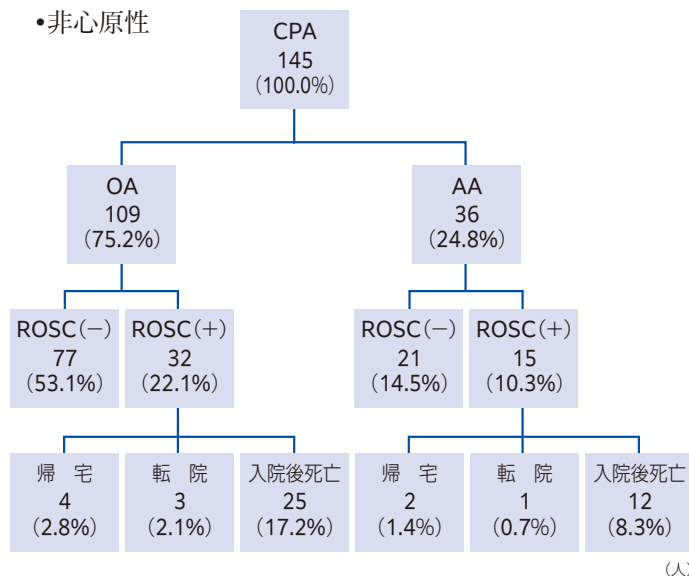 •非心原性
CPA
145
（100.0%）
OA
109
（75.2%）
AA
36
（24.8%）
ROSC（−）
77
（53.1%）
ROSC（+）
32
（22.1%）
ROSC（−）
21
（14.5%）
ROSC（+）
15
（10.3%）
帰　宅
4
（2.8%）
転　院
3
（2.1%）
入院後死亡
25
（17.2%）
帰　宅
2
（1.4%）
転　院
1
（0.7%）
入院後死亡
12
（8.3%）
（人）